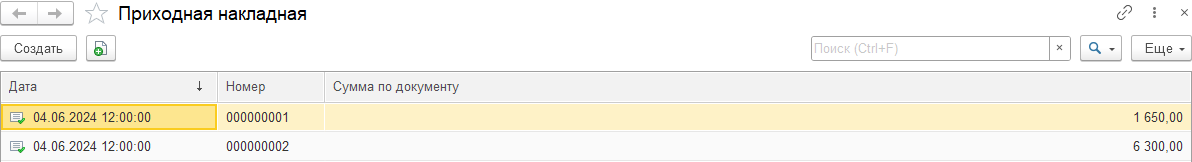 Приходная накладная
Создать Поиск (Ctrl+F) × Еще
Дата ↓ Номер Сумма по документу
04.06.2024 12:00:00 000000001 1 650,00
04.06.2024 12:00:00 000000002 6 300,00